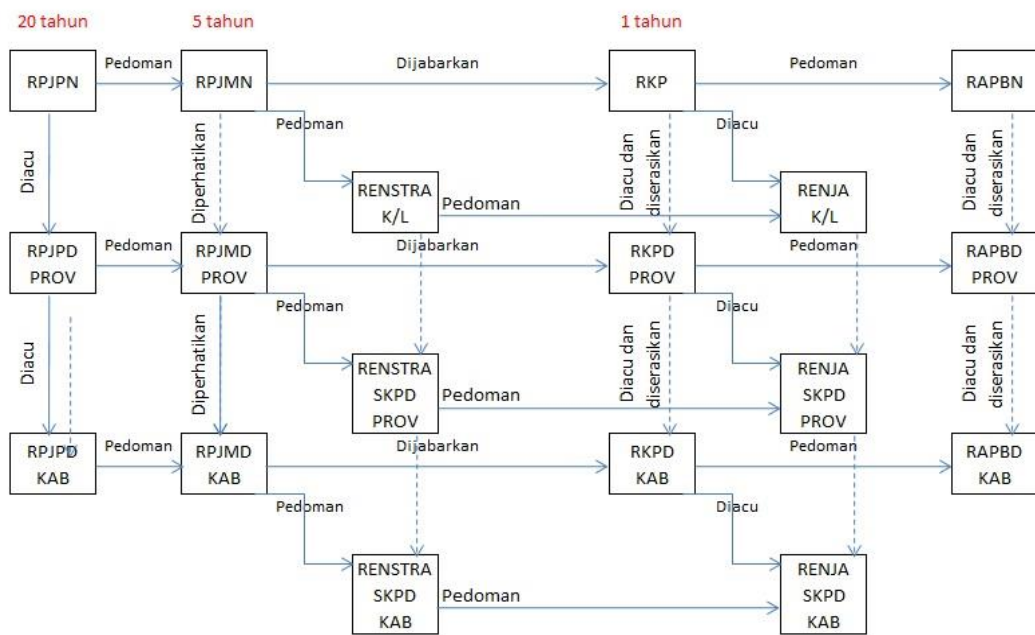 20 tahun
5 tahun
1 tahun
RPJPN
Pedoman
RPJMN
Dijabarkan
RKP
Pedoman
RAPBN
Diacu
Diperhatikan
Pedoman
Diacu dan
diserasikan
Diacu
Diacu dan
diserasikan
RENSTRA
K/L
Pedoman
RENJA
K/L
RPJPD
PROV
Pedoman
RPJMD
PROV
Dijabarkan
RKPD
PROV
Pedoman
RAPBD
PROV
Diacu
Diperhatikan
Pedoman
Diacu dan
diserasikan
Diacu
Diacu dan
diserasikan
RENSTRA
SKPD
PROV
Pedoman
RENJA
SKPD
PROV
RPJPD
KAB
Pedoman
RPJMD
KAB
Dijabarkan
RKPD
KAB
Pedoman
RAPBD
KAB
Pedoman
Diacu
RENSTRA
SKPD
KAB
Pedoman
RENJA
SKPD
KAB